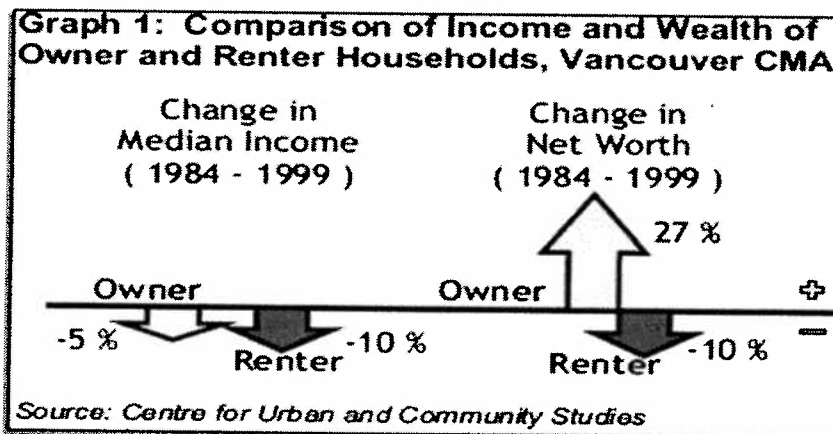 Graph 1: Comparison of Income and Wealth of
Owner and Renter Households, Vancouver CMA
Change in
Median Income
( 1984 - 1999 )
Change in
Net Worth
( 1984 - 1999 )
27 %
Owner
Owner
+
-5 %
Renter
-10 %
Renter
-10 %
−
Source: Centre for Urban and Community Studies